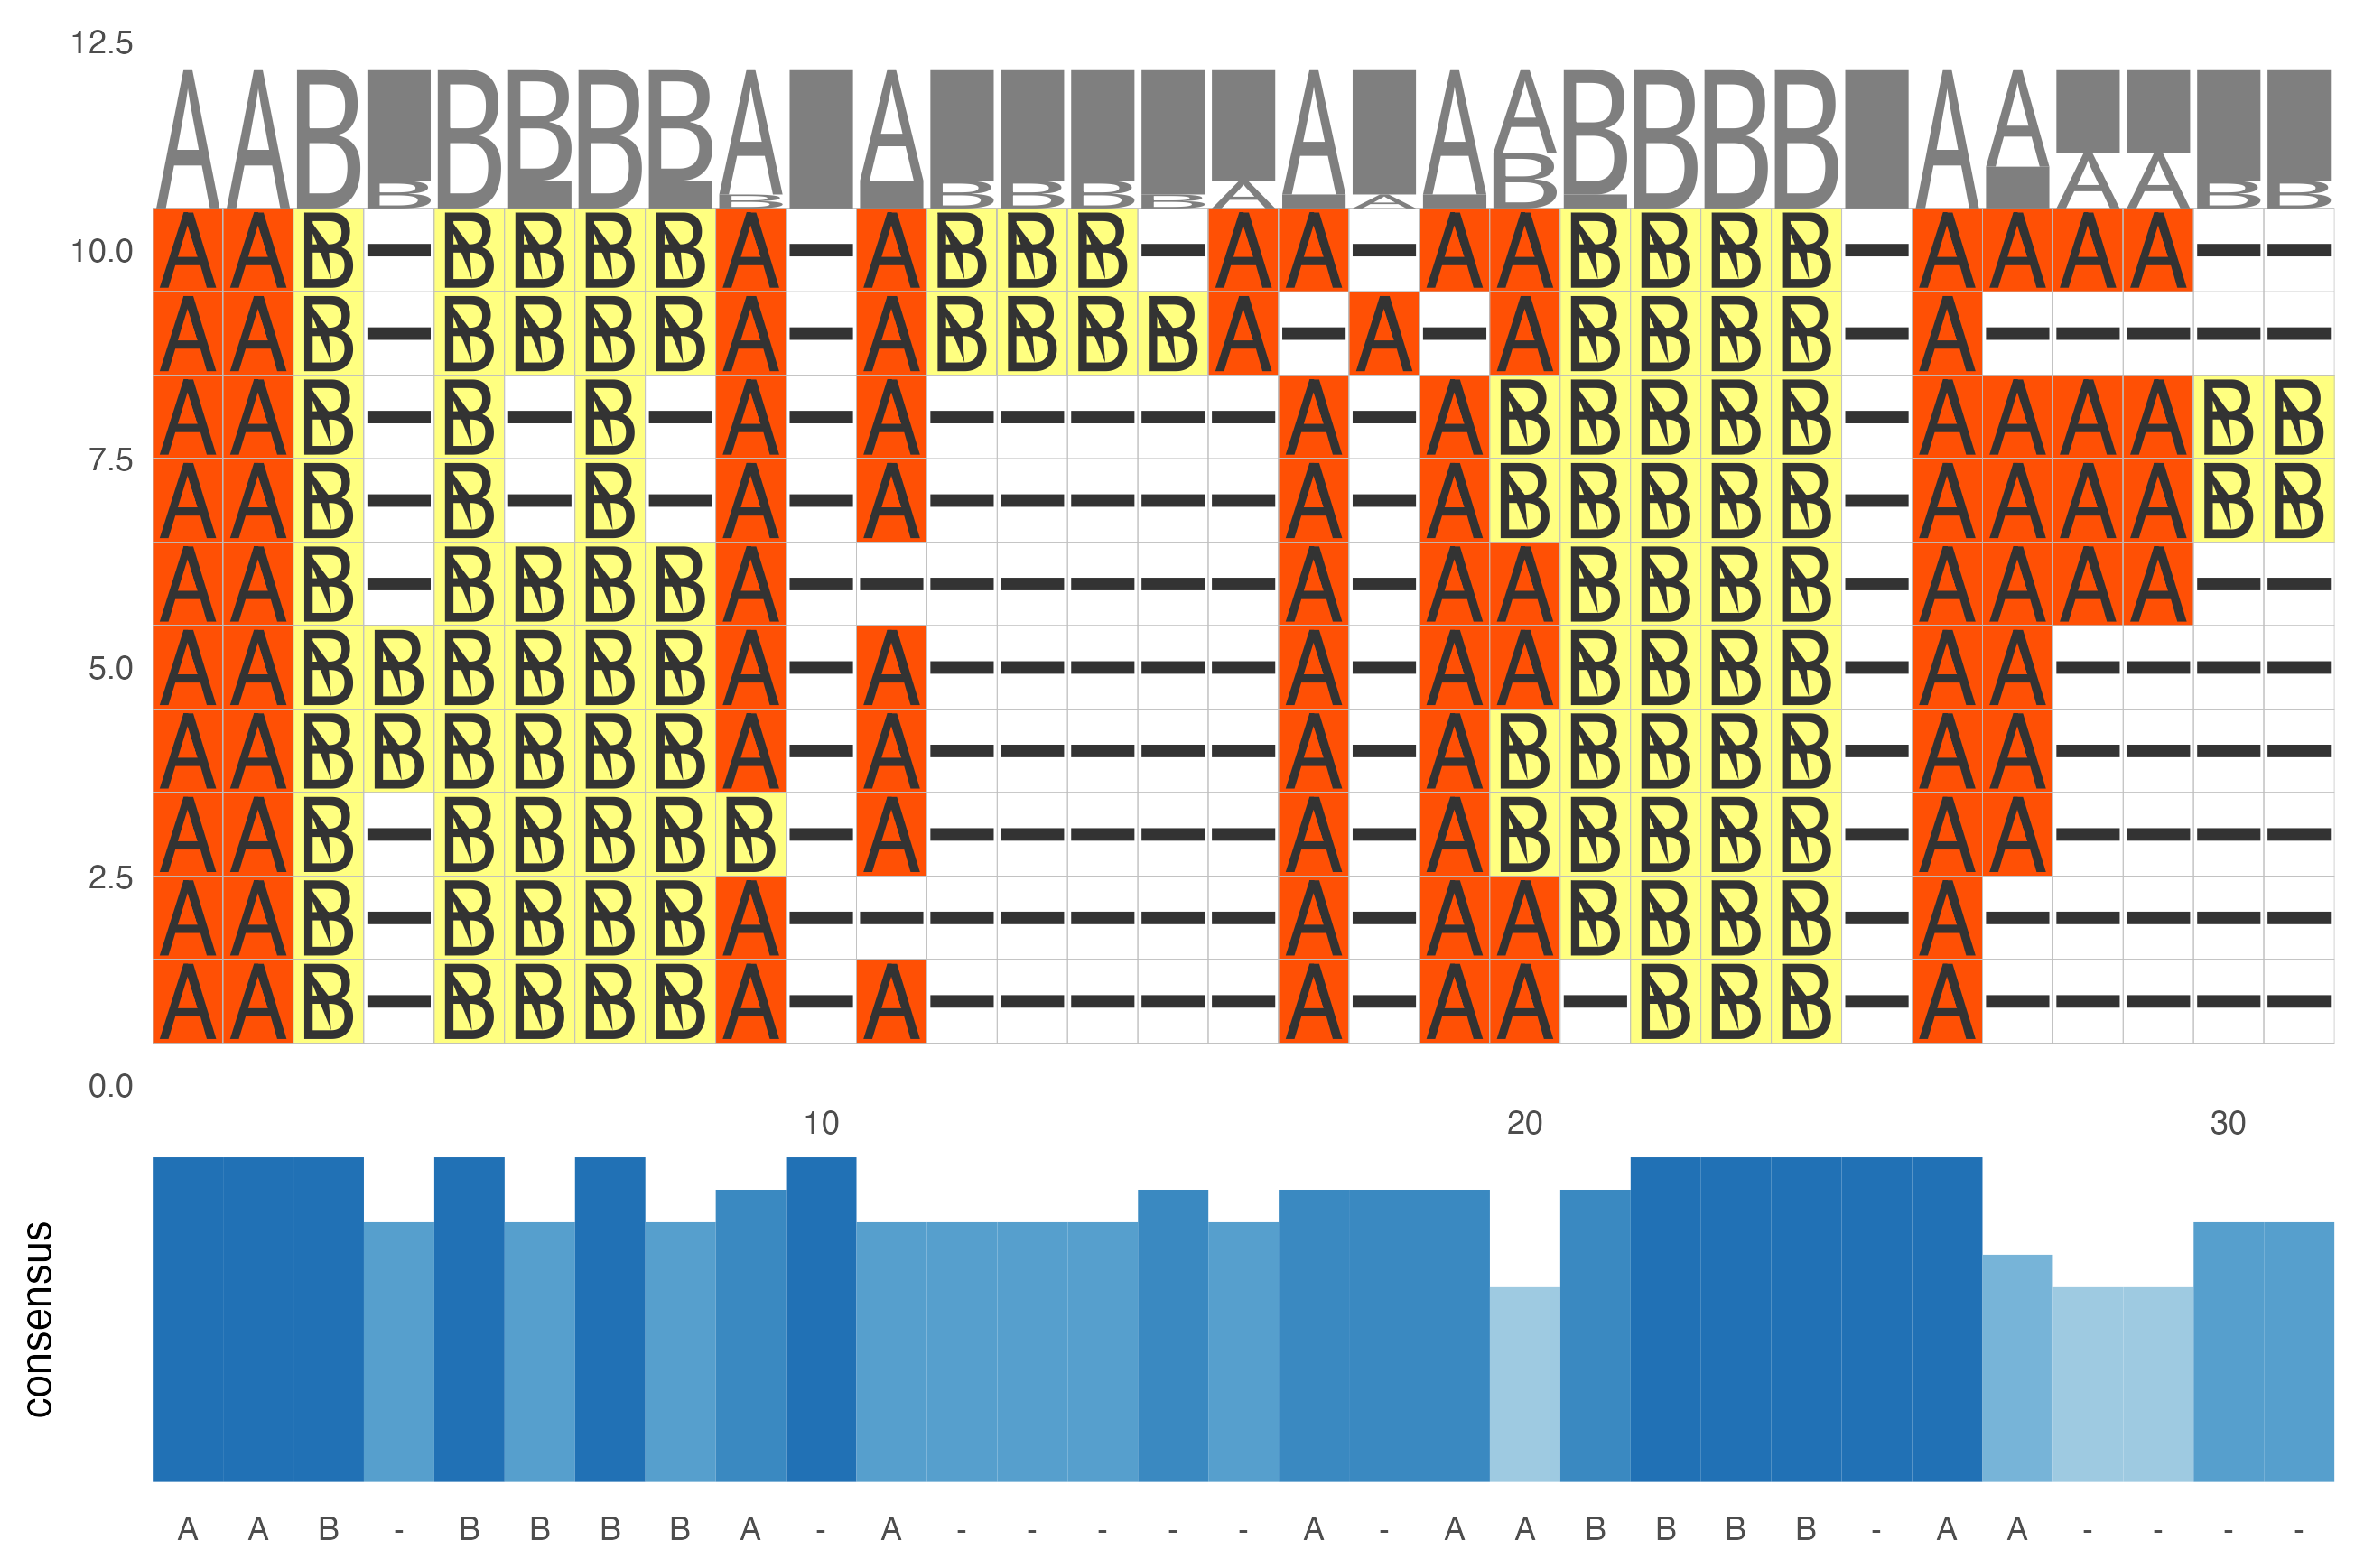 12.5
A A B B B B B B A B A B B B B A A A A A B B B B B A A A A B B
10.0 A A B - B B B B A - A B B B - A A - A A B B B B - A A A A - -
A A B - B B B B A - A B B B B A - A - A B B B B - A - - - - -
A A B - B - B - A - A - - - - - A - A B B B B B - A A A A B B
7.5 A A B - B - B - A - A - - - - - A - A B B B B B - A A A A B B
A A B - B B B B A - - - - - - - A - A A B B B B - A A A A - -
5.0 A A B B B B B B A - A - - - - - A - A A B B B B - A A - - - -
A A B B B B B B A - A - - - - - A - A B B B B B - A A - - - -
A A B - B B B B B - A - - - - - A - A B B B B B - A A - - - -
2.5 A A B - B B B B A - - - - - - - A - A A B B B B - A - - - - -
A A B - B B B B A - A - - - - - A - A A - B B B - A - - - - -
0.0
10 20 30
consensus
A A B - B B B B A - A - - - - - A - A A B B B B - A A - - - -